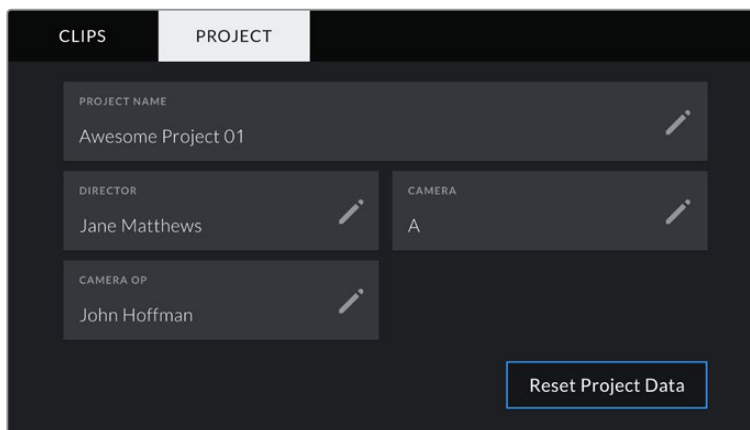 CLIPS PROJECT
PROJECT NAME
Awesome Project 01
DIRECTOR
Jane Matthews
CAMERA
A
CAMERA OP
John Hoffman
Reset Project Data